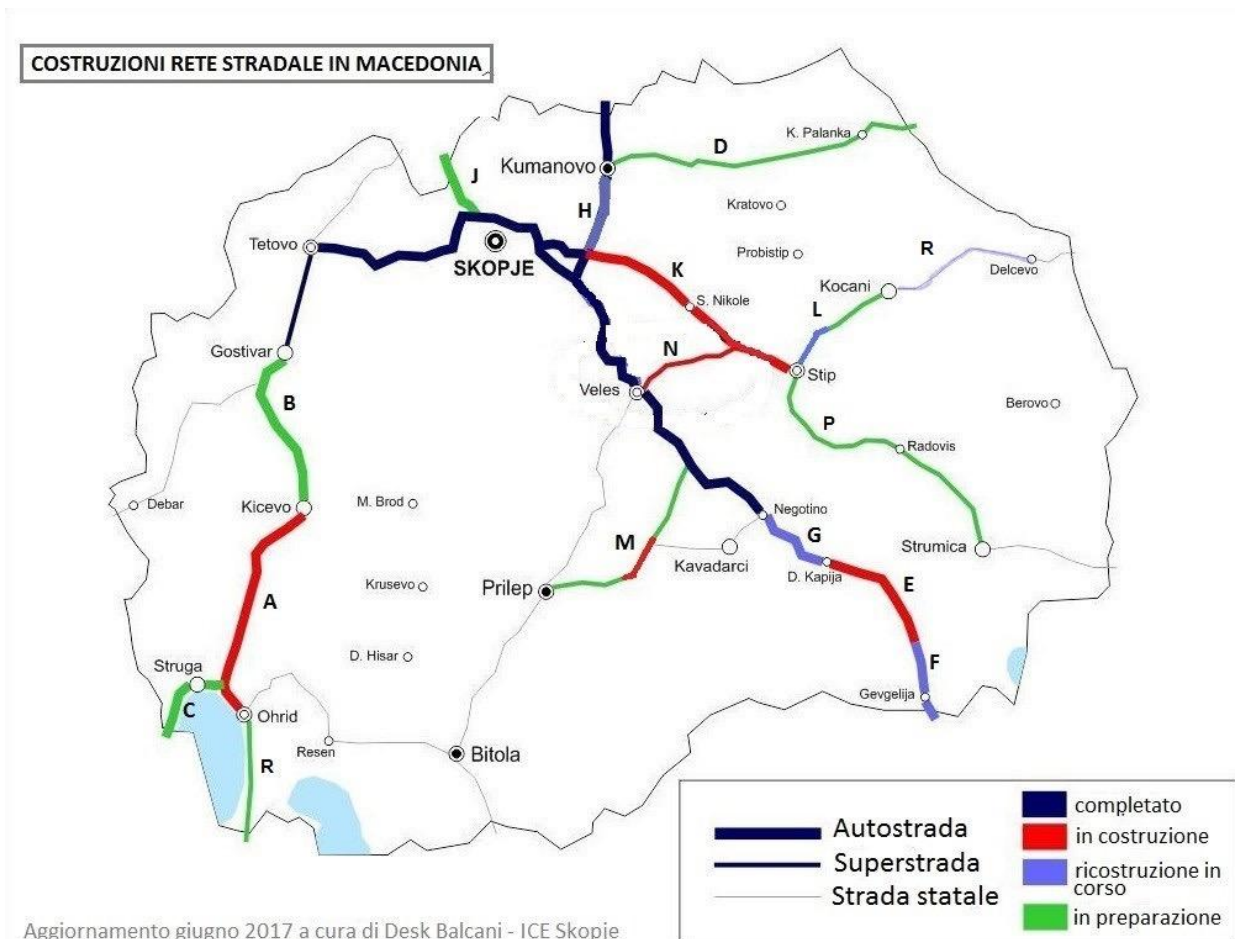 COSTRUZIONI RETE STRADALE IN MACEDONIA
K. Palanka
D
Kumanovo
J
Kratovo
H
Tetovo
Probistip
R
SKOPJE
Delcevo
K
Kocani
S. Nikole
L
Gostivar
N
Stip
Veles
B
Berovo
P
Radovis
Debar
Kicevo
M. Brod
Negotino
G
M
Strumica
Kavadarci
D. Kapija
Krusevo
Prilep
E
A
D. Hisar
Struga
F
Gevgelija
C
Ohrid
Resen
Bitola
R
Autostrada
Superstrada
Strada statale
completato
in costruzione
ricostruzione in
corso
in preparazione
Aggiornamento giugno 2017 a cura di Desk Balcani - ICE Skopje